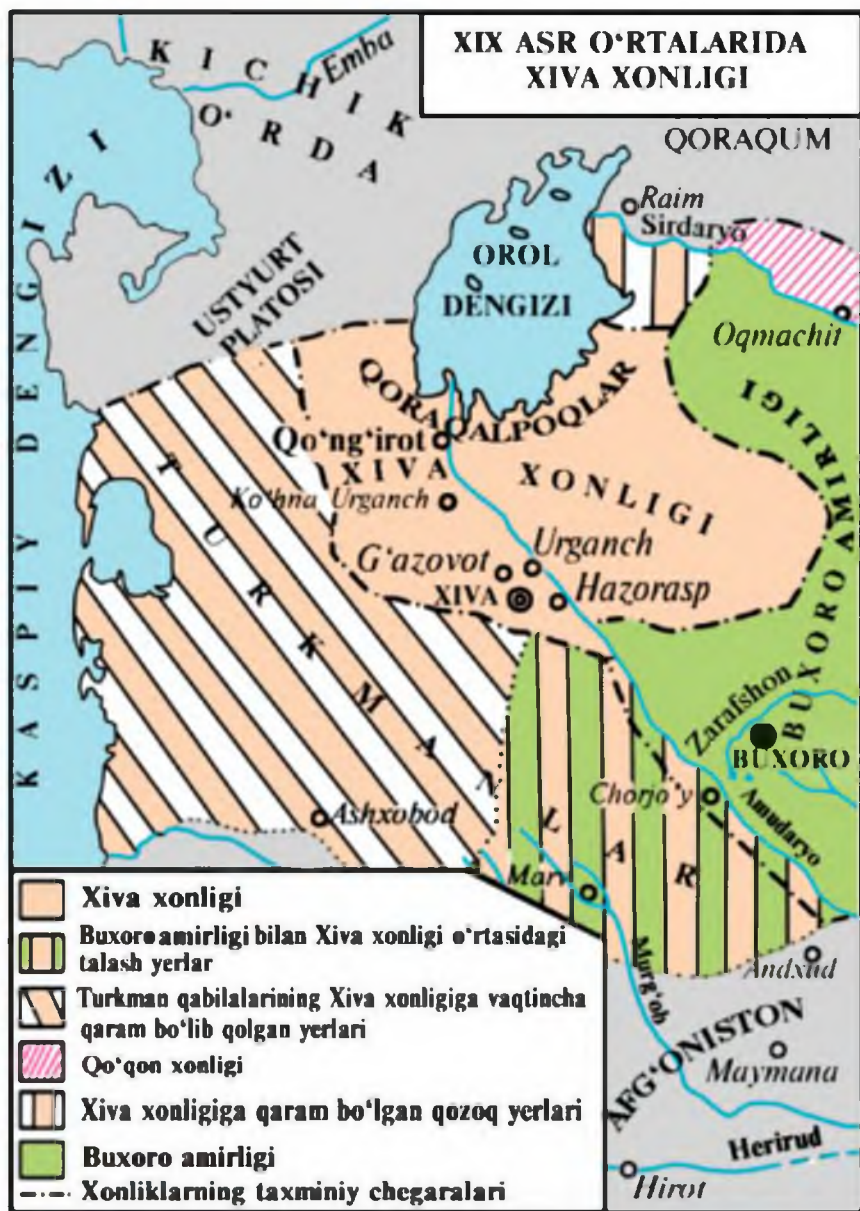 XIX ASR O‘RTALARIDA
XIVA XONLIGI
KICHIK
O‘RDA
Emba
QORAQUM
Raim
Sirdaryo
OROL
DENGIZI
USTYURT
PLATOSI
Oqmachit
KASPIY DENGIZI
QORAQALPOQLAR
Qo‘ng‘irot
XIVA
XONLIGI
Ko‘hna Urganch
Urganch
G‘azovot
XIVA
Hazorasp
BUXORO AMIRLIGI
TURKMANLAR
Zarafshon
BUXORO
Chorjo‘y
Amudaryo
Ashxobod
Marv
Murg‘ob
Andxud
AFG‘ONISTON
Maymana
Herirud
Hirot
Xiva xonligi
Buxoro amirligi bilan Xiva xonligi o‘rtasidagi
talash yerlar
Turkman qabilalarining Xiva xonligiga vaqtincha
qaram bo‘lib qolgan yerlari
Qo‘qon xonligi
Xiva xonligiga qaram bo‘lgan qozoq yerlari
Buxoro amirligi
Xonliklarning taxminiy chegaralari